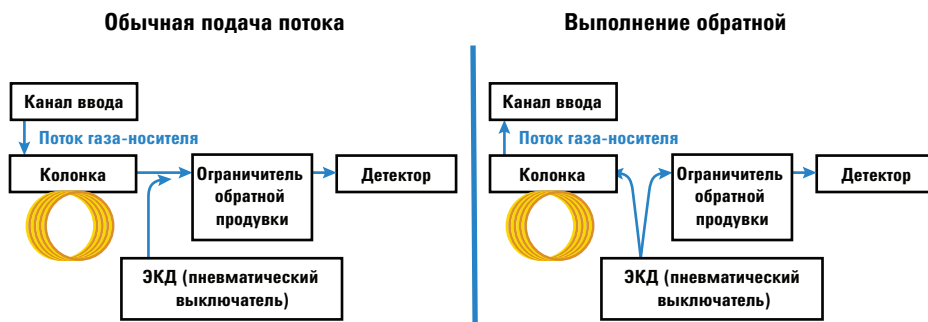 Обычная подача потока
Канал ввода
Поток газа-носителя
Колонка
Ограничитель
обратной
продувки
Детектор
ЭКД (пневматический
выключатель)
Выполнение обратной
Канал ввода
Поток газа-носителя
Колонка
Ограничитель
обратной
продувки
Детектор
ЭКД (пневматический
выключатель)